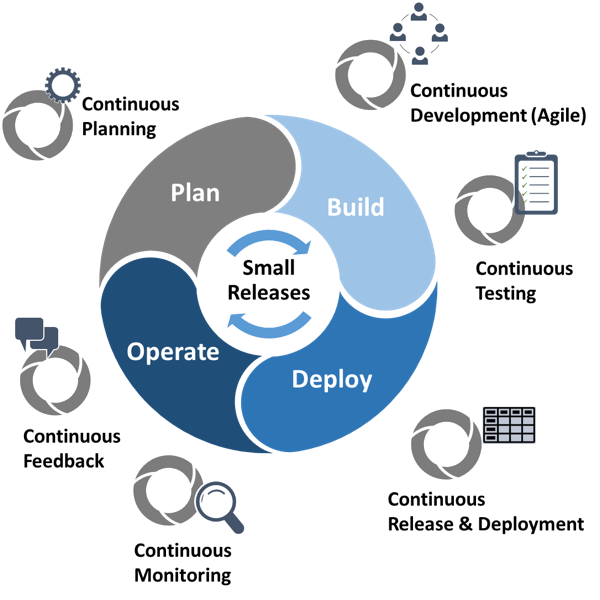 Continuous
Planning
Continuous
Development (Agile)
Plan
Build
Continuous
Testing
Small
Releases
Operate
Deploy
Continuous
Feedback
Continuous
Release & Deployment
Continuous
Monitoring